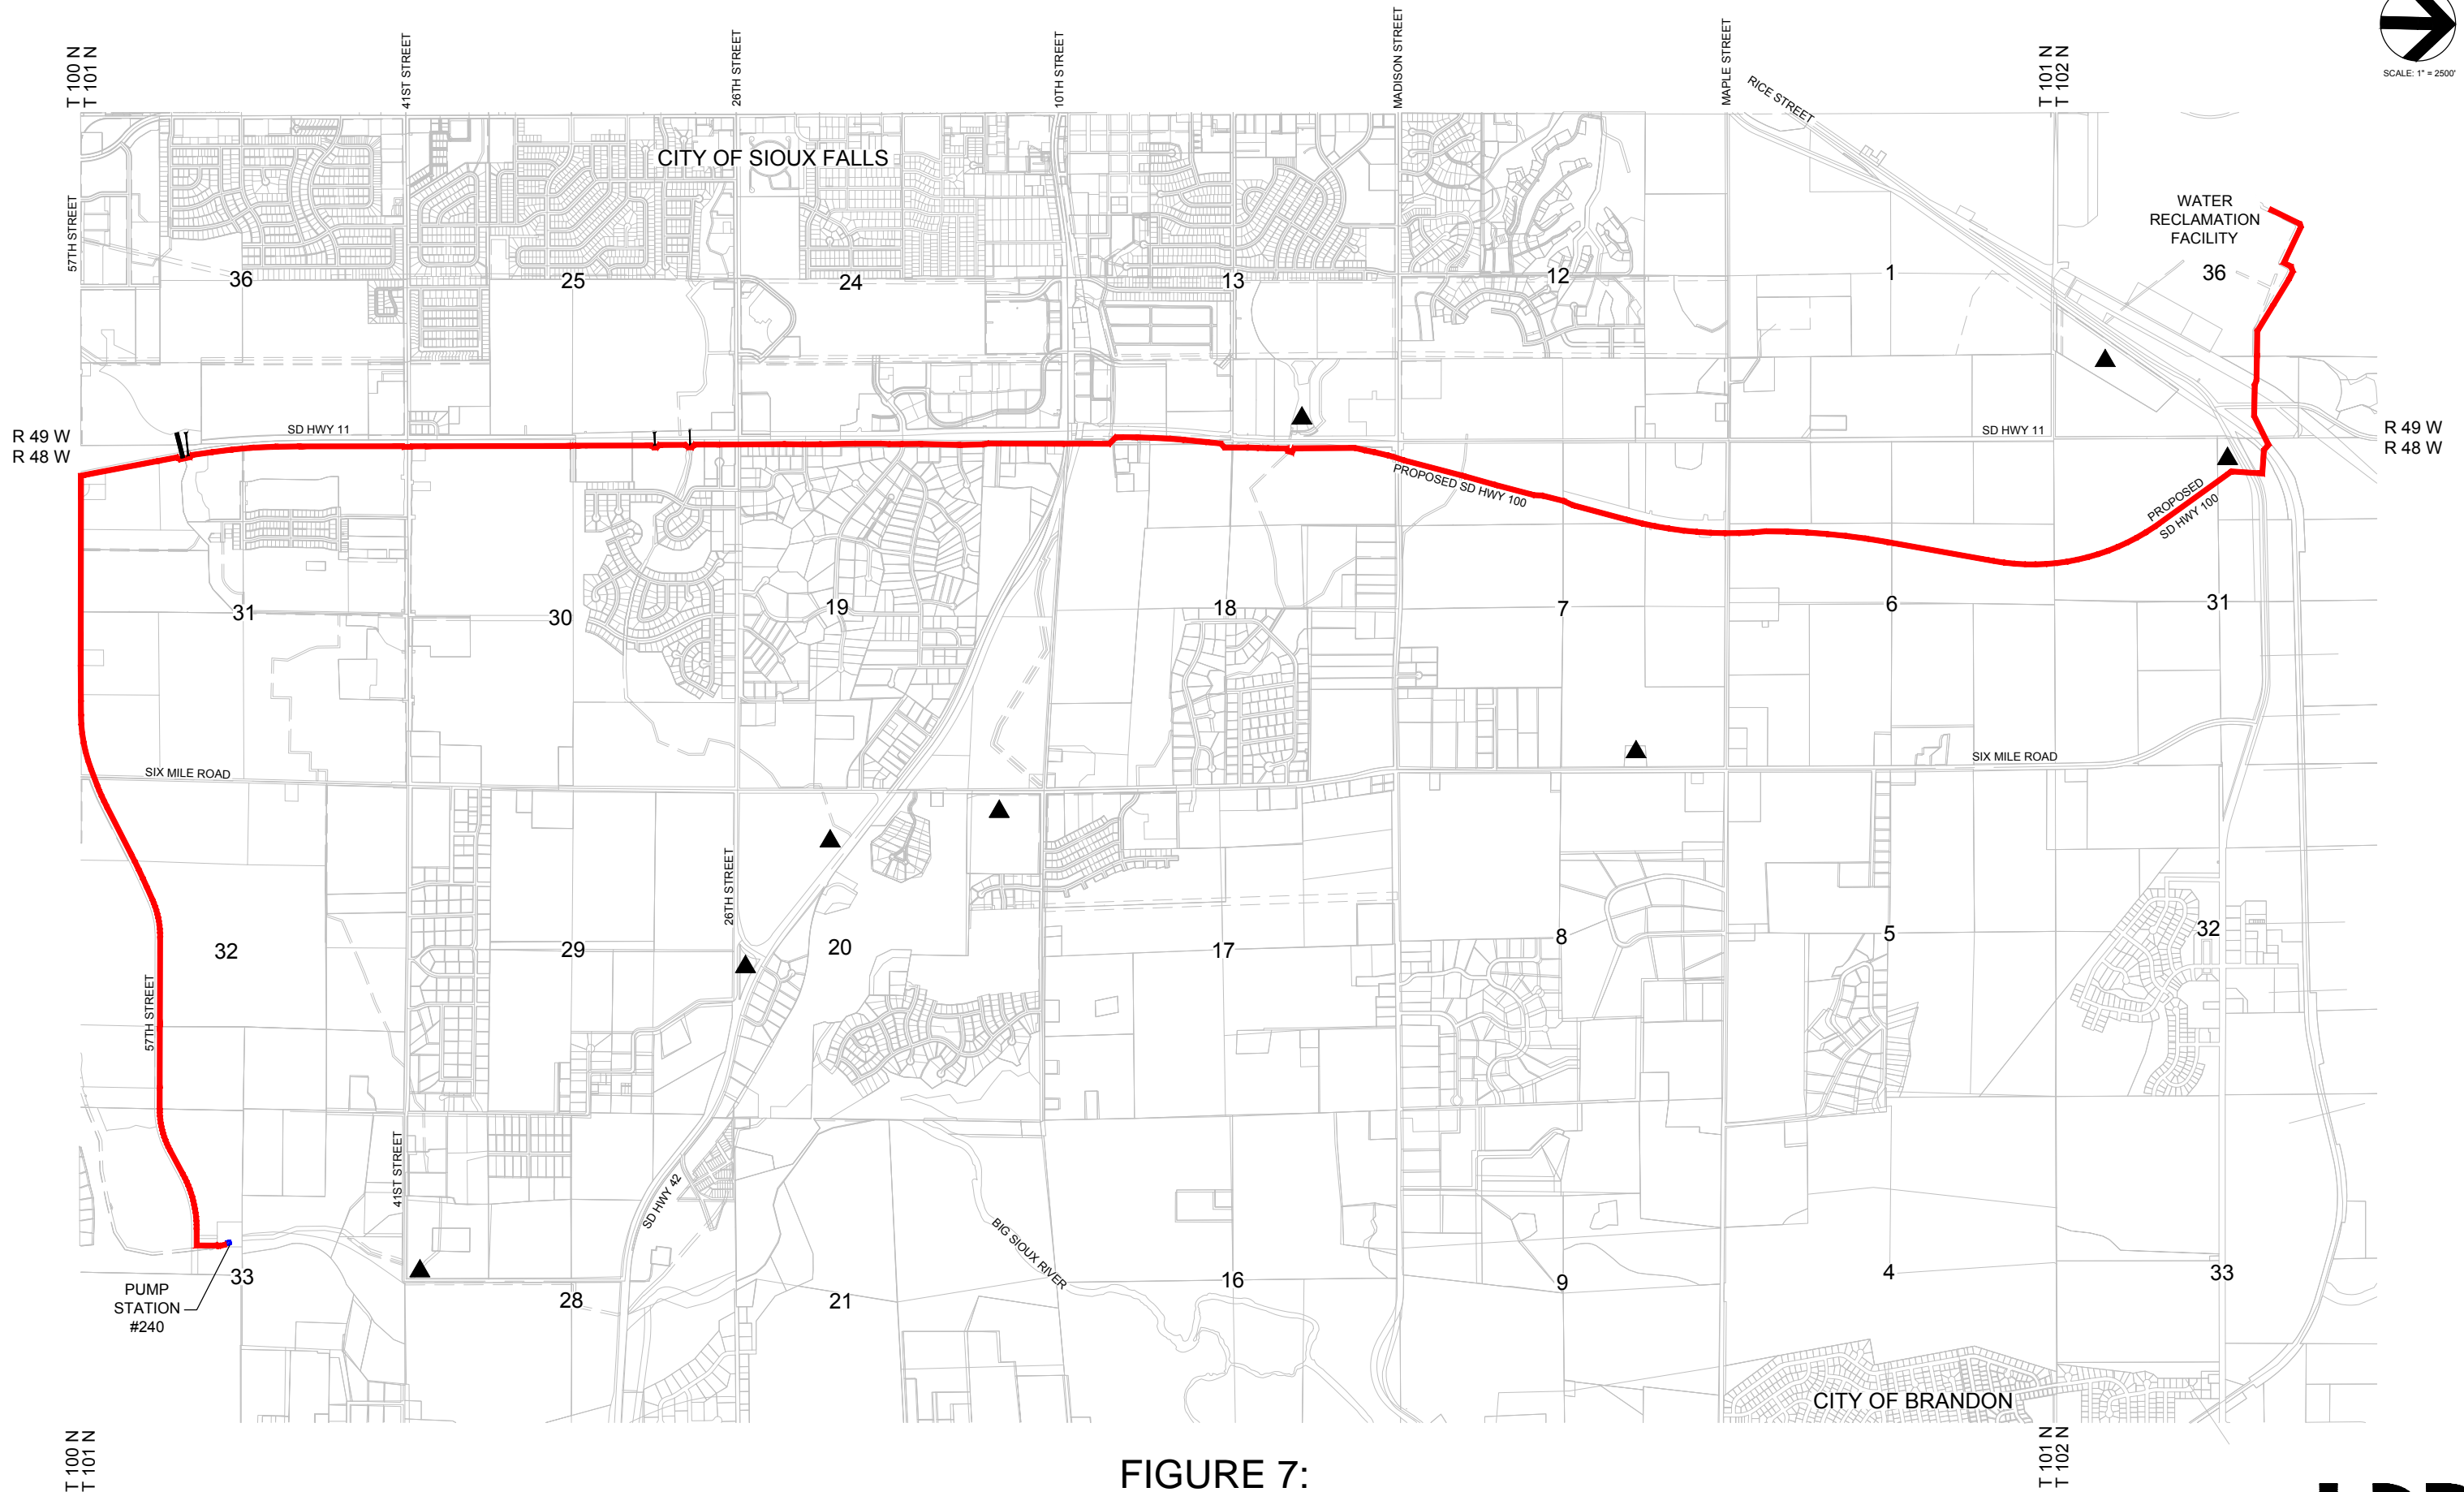 SCALE: 1" = 2500'
T 100 N
T 101 N
41ST STREET
26TH STREET
10TH STREET
MADISON STREET
MAPLE STREET
RICE STREET
T 101 N
T 102 N
CITY OF SIOUX FALLS
57TH STREET
WATER
RECLAMATION
FACILITY
36
25
24
13
12
1
36
R 49 W
R 48 W
SD HWY 11
SD HWY 11
R 49 W
R 48 W
PROPOSED SD HWY 100
PROPOSED
SD HWY 100
31
30
19
18
7
6
31
SIX MILE ROAD
SIX MILE ROAD
26TH STREET
32
29
20
17
8
5
32
57TH STREET
41ST STREET
SD HWY 42
BIG SIOUX RIVER
PUMP
STATION
#240
33
28
21
16
9
4
33
CITY OF BRANDON
T 100 N
T 101 N
T 101 N
T 102 N
FIGURE 7: